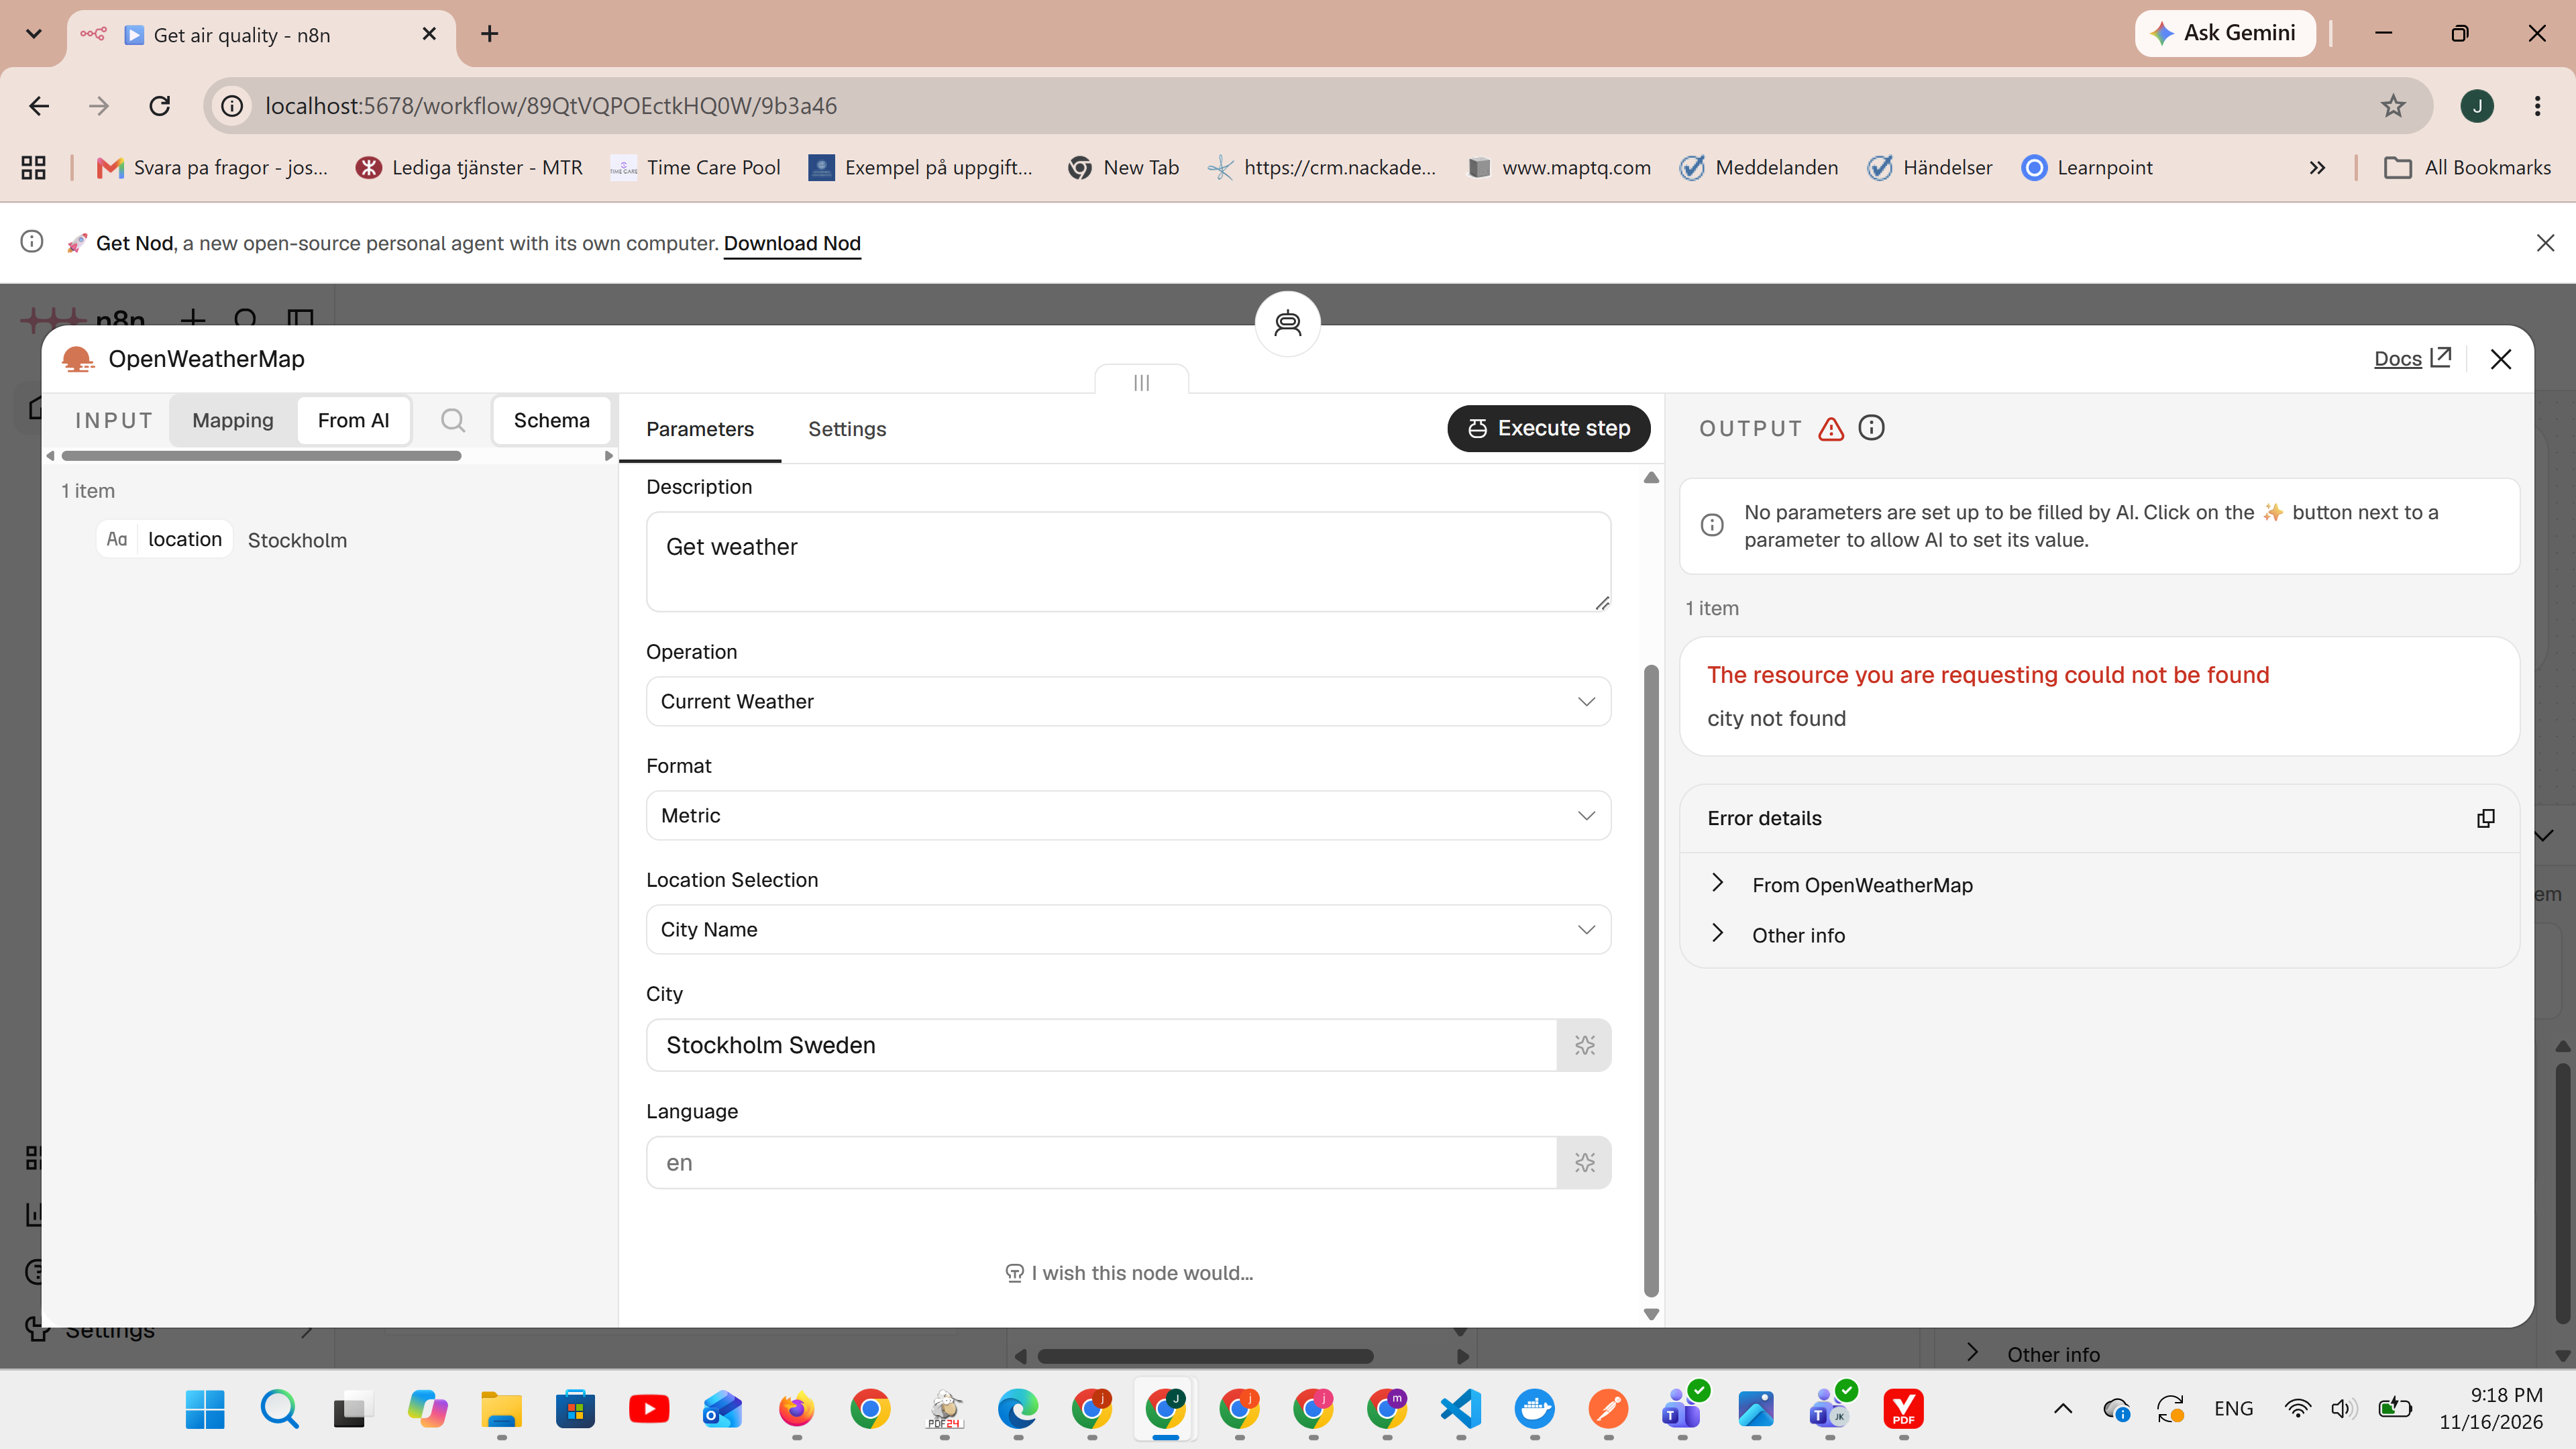 Get air quality - n8n
Ask Gemini
localhost:5678/workflow/89QtVQPOEctkHQ0W/9b3a46
J
Svara pa fragor - jos...
Lediga tjänster - MTR
Time Care Pool
Exempel på uppgift...
New Tab
https://crm.nackade...
www.maptq.com
Meddelanden
Händelser
Learnpoint
All Bookmarks
🚀 Get Nod, a new open-source personal agent with its own computer. Download Nod
n8n
OpenWeatherMap
Docs
INPUT
Mapping
From AI
Schema
Parameters
Settings
Execute step
OUTPUT
1 item
Aa location Stockholm
Description
Get weather
Operation
Current Weather
Format
Metric
Location Selection
City Name
City
Stockholm Sweden
Language
en
I wish this node would...
No parameters are set up to be filled by AI. Click on the ✨ button next to a
parameter to allow AI to set its value.
1 item
The resource you are requesting could not be found
city not found
Error details
From OpenWeatherMap
Other info
em
Settings
Other info
ENG
9:18 PM
11/16/2026